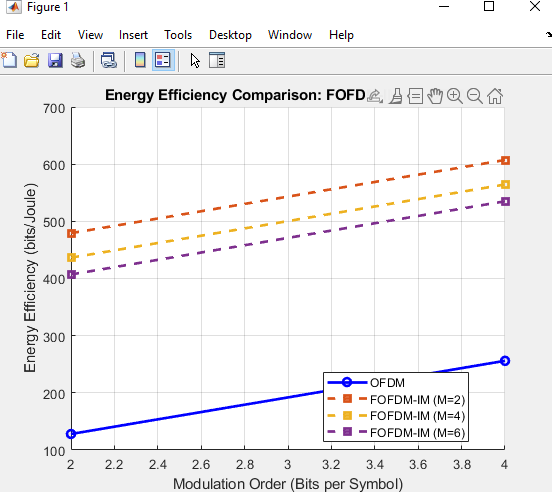 Figure 1
File Edit View Insert Tools Desktop Window Help
Energy Efficiency Comparison: FOFD
700
600
500
400
300
200
100
Energy Efficiency (bits/Joule)
OFDM
FOFDM-IM (M=2)
FOFDM-IM (M=4)
FOFDM-IM (M=6)
2 2.2 2.4 2.6 2.8 3 3.2 3.4 3.6 3.8 4
Modulation Order (Bits per Symbol)